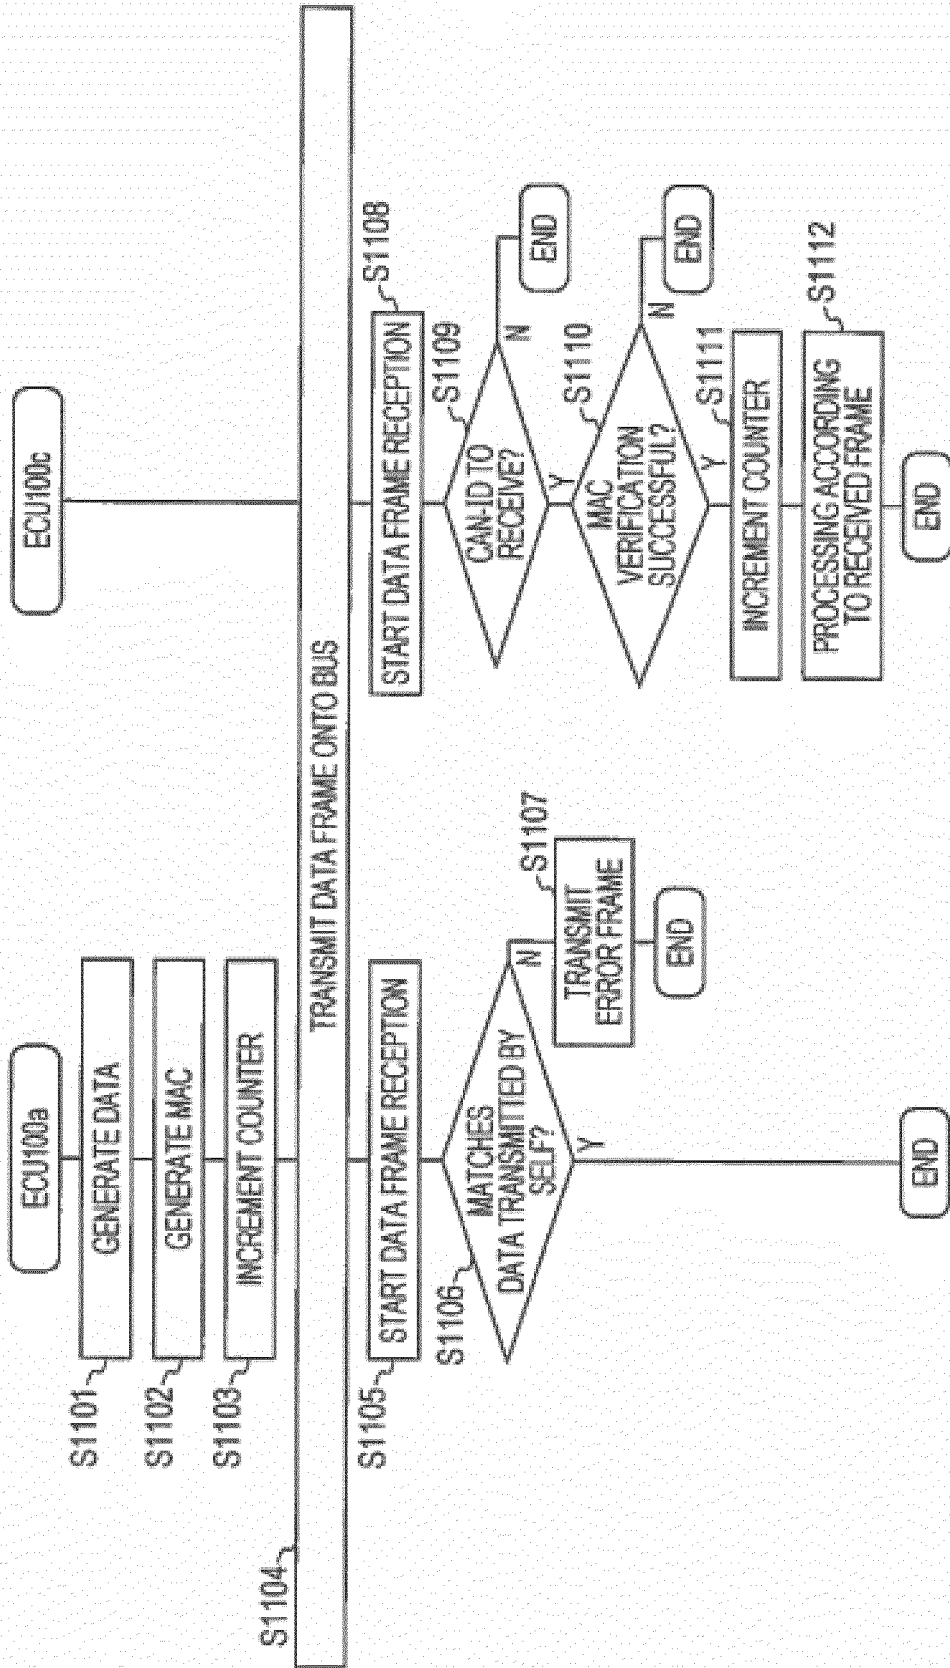 ECU100a
S1101
GENERATE DATA
S1102
GENERATE MAC
S1103
INCREMENT COUNTER
S1104
TRANSMIT DATA FRAME ONTO BUS
S1105
START DATA FRAME RECEPTION
S1106
MATCHES
DATA TRANSMITTED BY
SELF?
N
Y
S1107
TRANSMIT
ERROR FRAME
END
END
ECU100c
S1108
START DATA FRAME RECEPTION
S1109
CAN-ID TO
RECEIVE?
N
END
Y
S1110
MAC
VERIFICATION
SUCCESSFUL?
N
END
Y
S1111
INCREMENT COUNTER
S1112
PROCESSING ACCORDING
TO RECEIVED FRAME
END